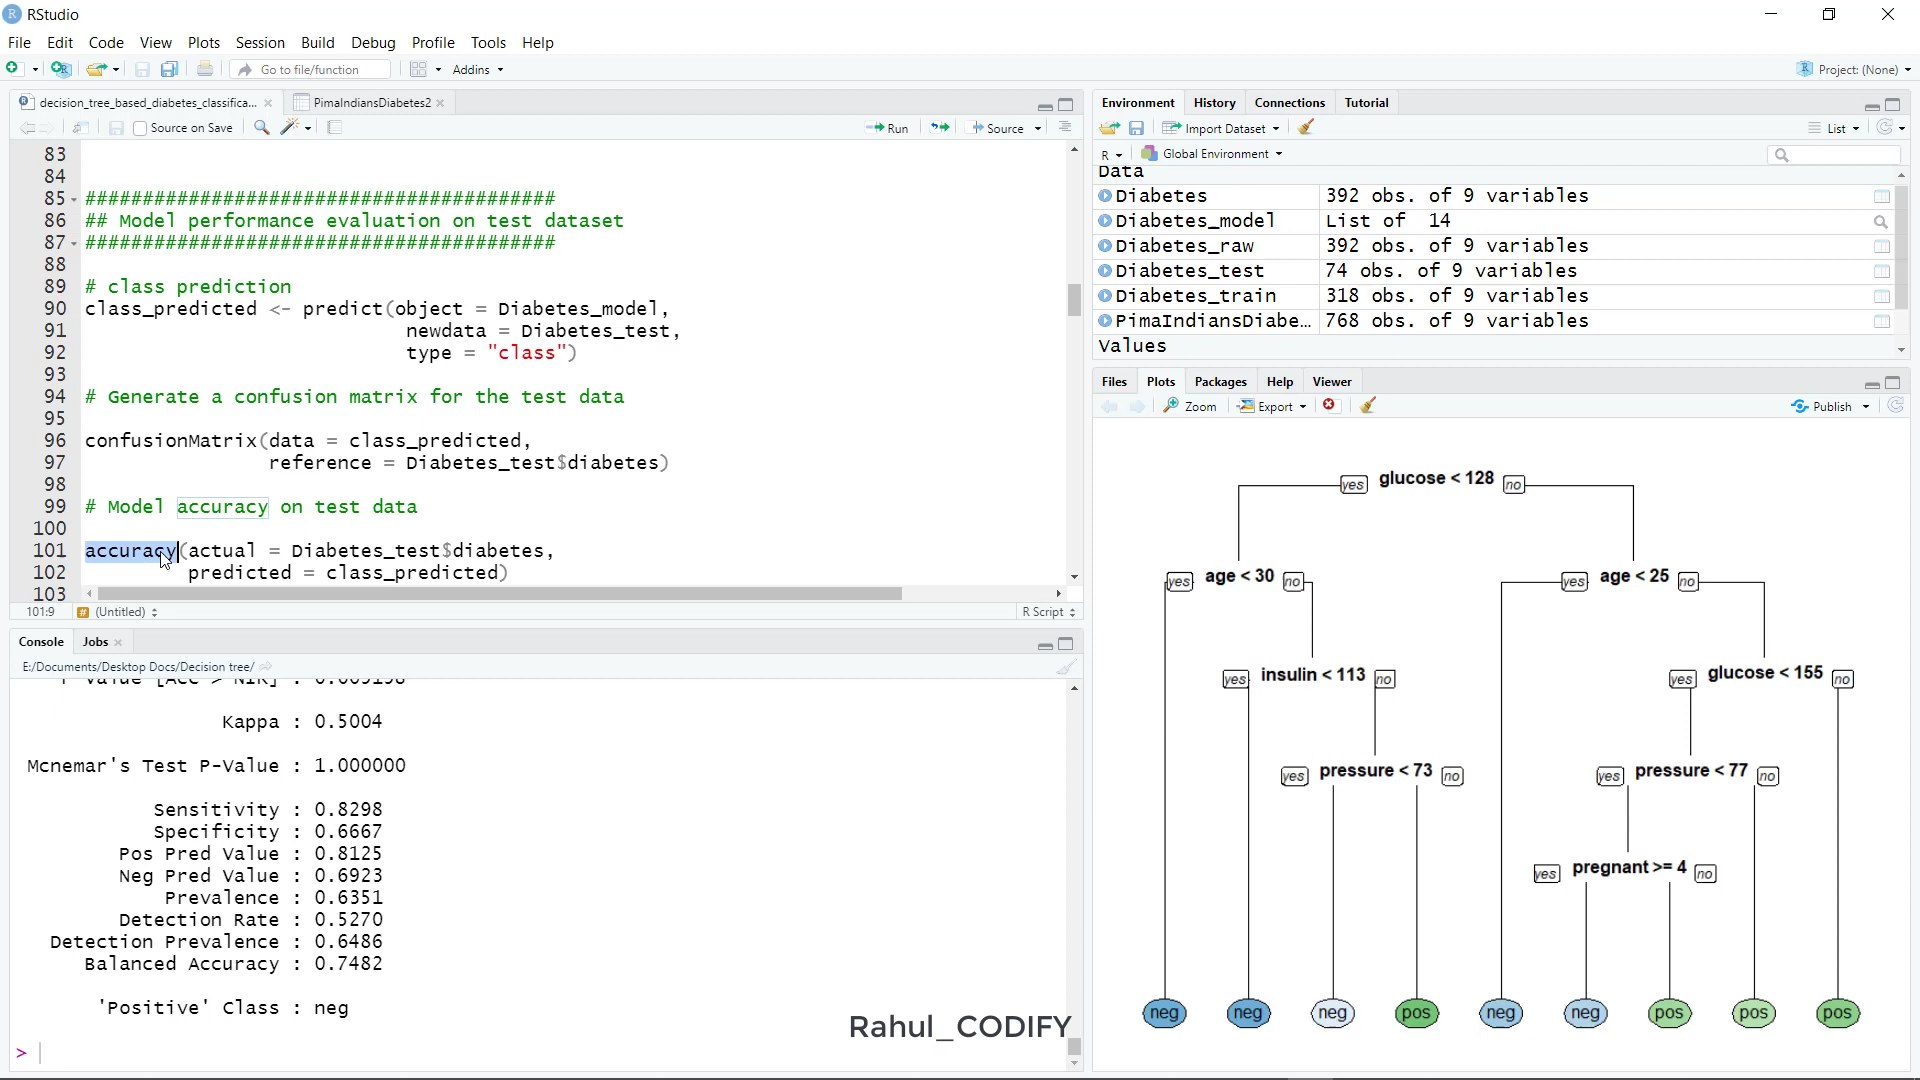 RStudio
File Edit Code View Plots Session Build Debug Profile Tools Help
Go to file/function Addins Project: (None)
decision_tree_based_diabetes_classifica... PimaIndiansDiabetes2
Source on Save Run Source
83
84
85 #########################################
86 ## Model performance evaluation on test dataset
87 #########################################
88
89 # class prediction
90 class_predicted <- predict(object = Diabetes_model,
91 newdata = Diabetes_test,
92 type = "class")
93
94 # Generate a confusion matrix for the test data
95
96 confusionMatrix(data = class_predicted,
97 reference = Diabetes_test$diabetes)
98
99 # Model accuracy on test data
100
101 accuracy(actual = Diabetes_test$diabetes,
102 predicted = class_predicted)
103
101:9 # (Untitled) R Script
Console Jobs
E:/Documents/Desktop Docs/Decision tree/
Kappa : 0.5004
Mcnemar's Test P-Value : 1.000000
Sensitivity : 0.8298
Specificity : 0.6667
Pos Pred Value : 0.8125
Neg Pred Value : 0.6923
Prevalence : 0.6351
Detection Rate : 0.5270
Detection Prevalence : 0.6486
Balanced Accuracy : 0.7482
'Positive' Class : neg
>
Rahul_CODIFY
Environment History Connections Tutorial
Import Dataset List
R Global Environment
Data
Diabetes 392 obs. of 9 variables
Diabetes_model List of 14
Diabetes_raw 392 obs. of 9 variables
Diabetes_test 74 obs. of 9 variables
Diabetes_train 318 obs. of 9 variables
PimaIndiansDiabe... 768 obs. of 9 variables
Values
Files Plots Packages Help Viewer
Zoom Export Publish
yes glucose < 128 no
yes age < 30 no yes age < 25 no
yes insulin < 113 no yes glucose < 155 no
yes pressure < 73 no yes pressure < 77 no
yes pregnant >= 4 no
neg neg neg pos neg neg pos pos pos